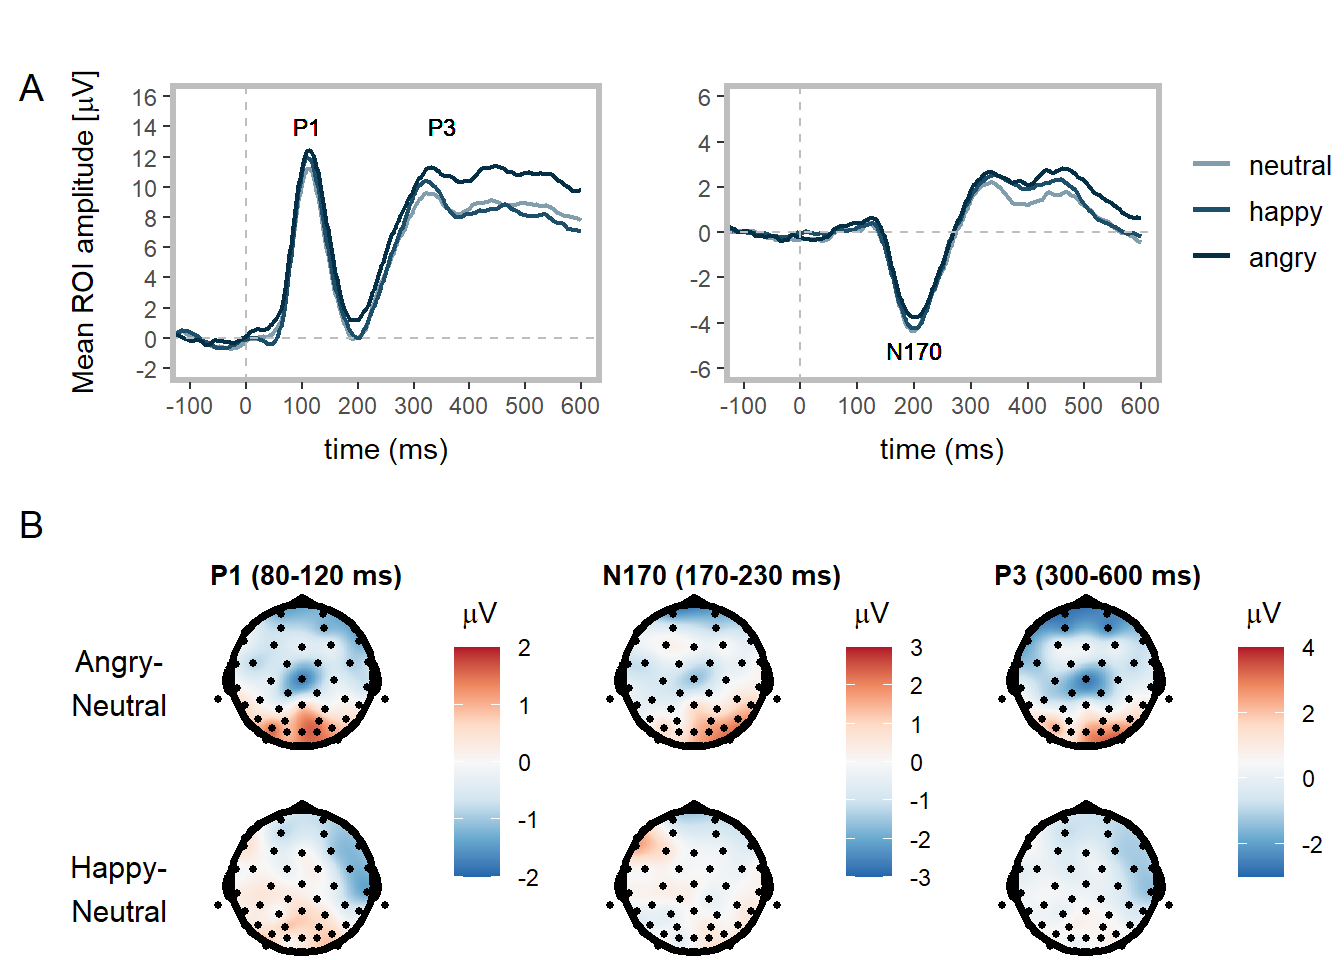 A
Mean ROI amplitude [μV]
16
14
12
10
8
6
4
2
0
-2
P1
P3
-100 0 100 200 300 400 500 600
time (ms)
6
4
2
0
-2
-4
-6
N170
-100 0 100 200 300 400 500 600
time (ms)
neutral
happy
angry
B
P1 (80-120 ms)
N170 (170-230 ms)
P3 (300-600 ms)
Angry-
Neutral
Happy-
Neutral
μV
2
1
0
-1
-2
μV
3
2
1
0
-1
-2
-3
μV
4
2
0
-2